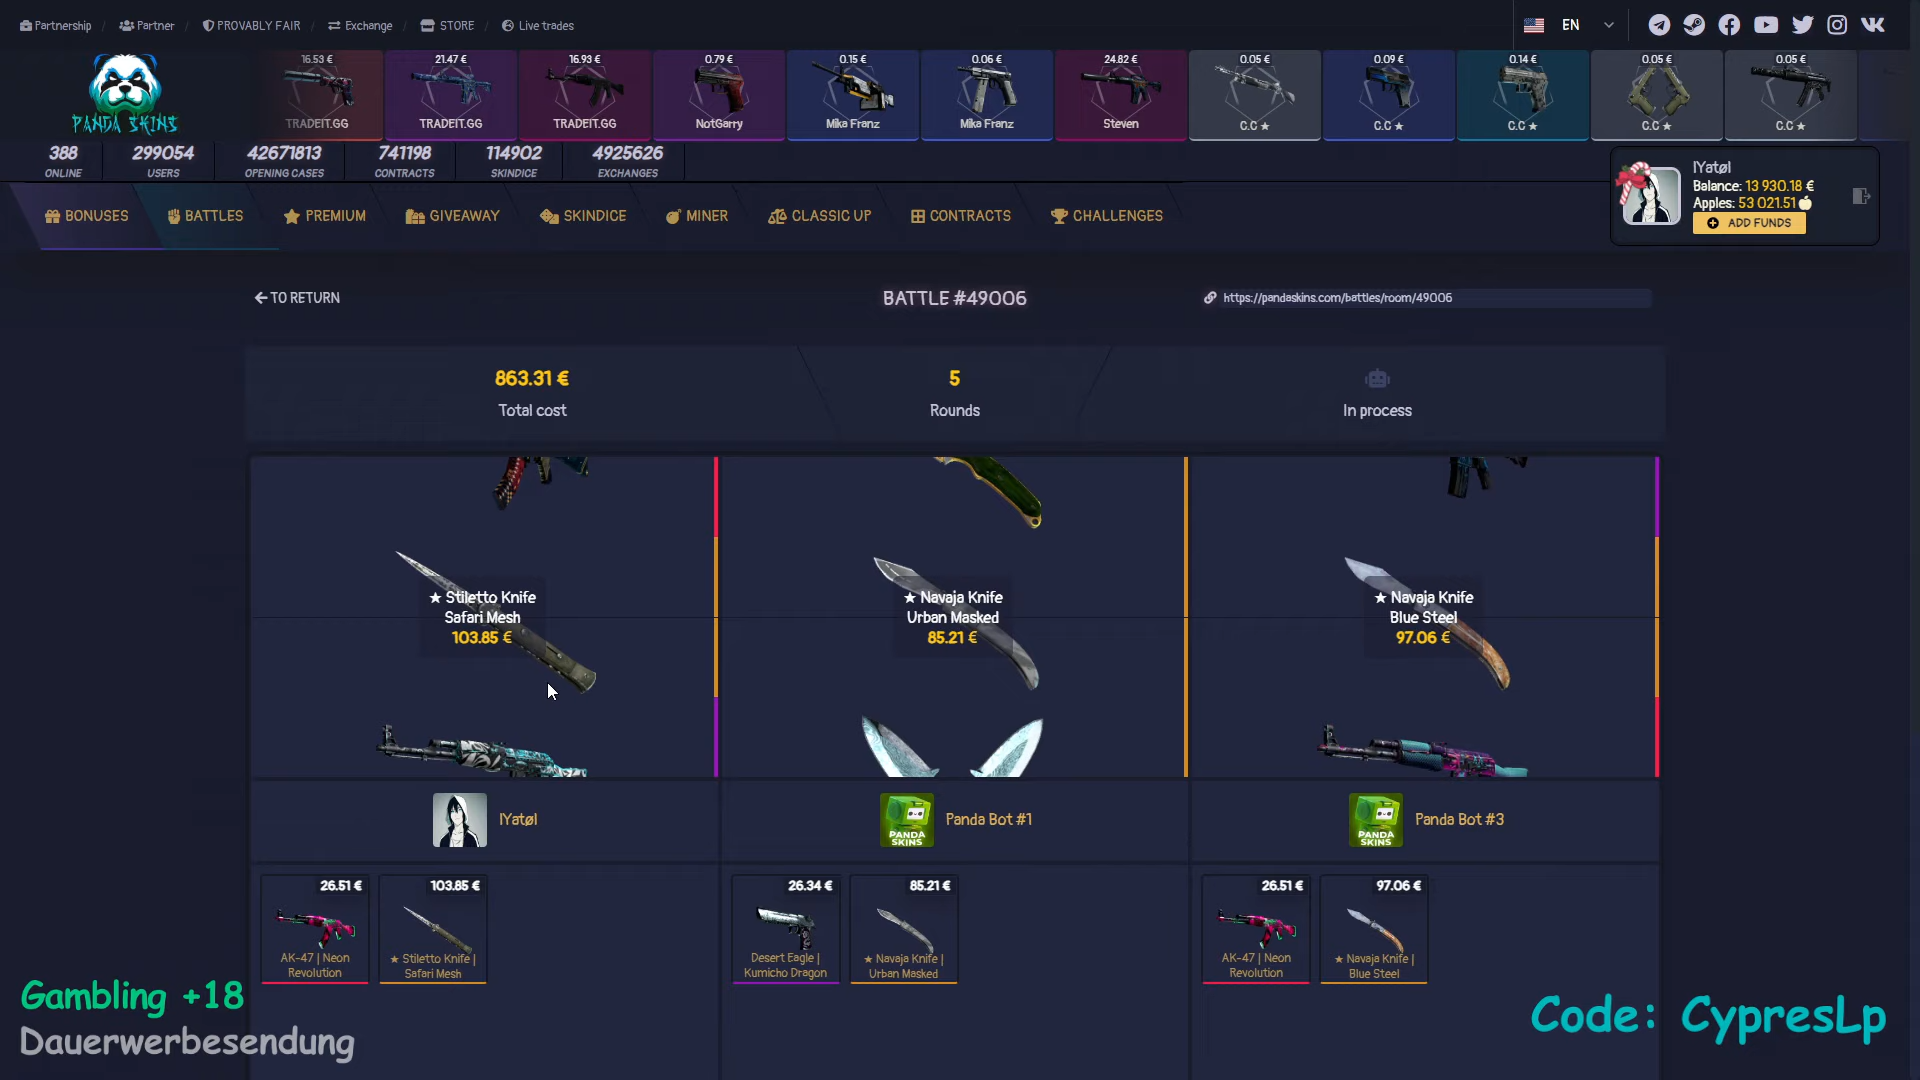 Partnership / Partner / PROVABLY FAIR / Exchange / STORE / Live trades
EN
PANDA SKINS
16.53 €
TRADEIT.GG
21.47 €
TRADEIT.GG
16.93 €
TRADEIT.GG
0.79 €
NotGarry
0.15 €
Mika Franz
0.06 €
Mika Franz
24.82 €
Steven
0.05 €
C.C ★
0.09 €
C.C ★
0.14 €
C.C ★
0.05 €
C.C ★
0.05 €
C.C ★
388
ONLINE
299054
USERS
42671813
OPENING CASES
741198
CONTRACTS
114902
SKINDICE
4925626
EXCHANGES
IYatøI
Balance: 13 930.18 €
Apples: 53 021.51
ADD FUNDS
BONUSES
BATTLES
PREMIUM
GIVEAWAY
SKINDICE
MINER
CLASSIC UP
CONTRACTS
CHALLENGES
TO RETURN
BATTLE #49006
https://pandaskins.com/battles/room/49006
863.31 €
Total cost
5
Rounds
In process
★ Stiletto Knife
Safari Mesh
103.85 €
★ Navaja Knife
Urban Masked
85.21 €
★ Navaja Knife
Blue Steel
97.06 €
IYatøI
PANDA
SKINS
Panda Bot #1
PANDA
SKINS
Panda Bot #3
26.51 €
AK-47 | Neon
Revolution
103.85 €
★ Stiletto Knife |
Safari Mesh
26.34 €
Desert Eagle |
Kumicho Dragon
85.21 €
★ Navaja Knife |
Urban Masked
26.51 €
AK-47 | Neon
Revolution
97.06 €
★ Navaja Knife |
Blue Steel
Gambling +18
Dauerwerbesendung
Code: CypresLp